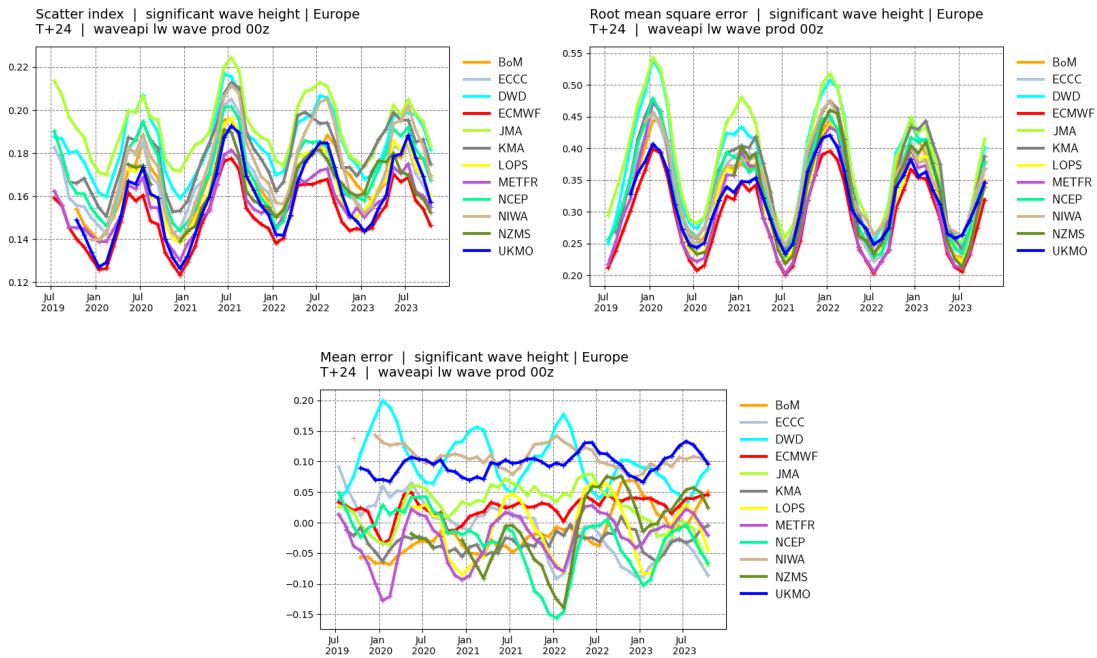 Scatter index | significant wave height | Europe
T+24 | waveapi lw wave prod 00z
0.22
0.20
0.18
0.16
0.14
0.12
Jul Jan Jul Jan Jul Jan Jul Jan Jul
2019 2020 2020 2021 2021 2022 2022 2023 2023
BoM
ECCC
DWD
ECMWF
JMA
KMA
LOPS
METFR
NCEP
NIWA
NZMS
UKMO
Root mean square error | significant wave height | Europe
T+24 | waveapi lw wave prod 00z
0.55
0.50
0.45
0.40
0.35
0.30
0.25
0.20
Jul Jan Jul Jan Jul Jan Jul Jan Jul
2019 2020 2020 2021 2021 2022 2022 2023 2023
BoM
ECCC
DWD
ECMWF
JMA
KMA
LOPS
METFR
NCEP
NIWA
NZMS
UKMO
Mean error | significant wave height | Europe
T+24 | waveapi lw wave prod 00z
0.20
0.15
0.10
0.05
0.00
−0.05
−0.10
−0.15
Jul Jan Jul Jan Jul Jan Jul Jan Jul
2019 2020 2020 2021 2021 2022 2022 2023 2023
BoM
ECCC
DWD
ECMWF
JMA
KMA
LOPS
METFR
NCEP
NIWA
NZMS
UKMO